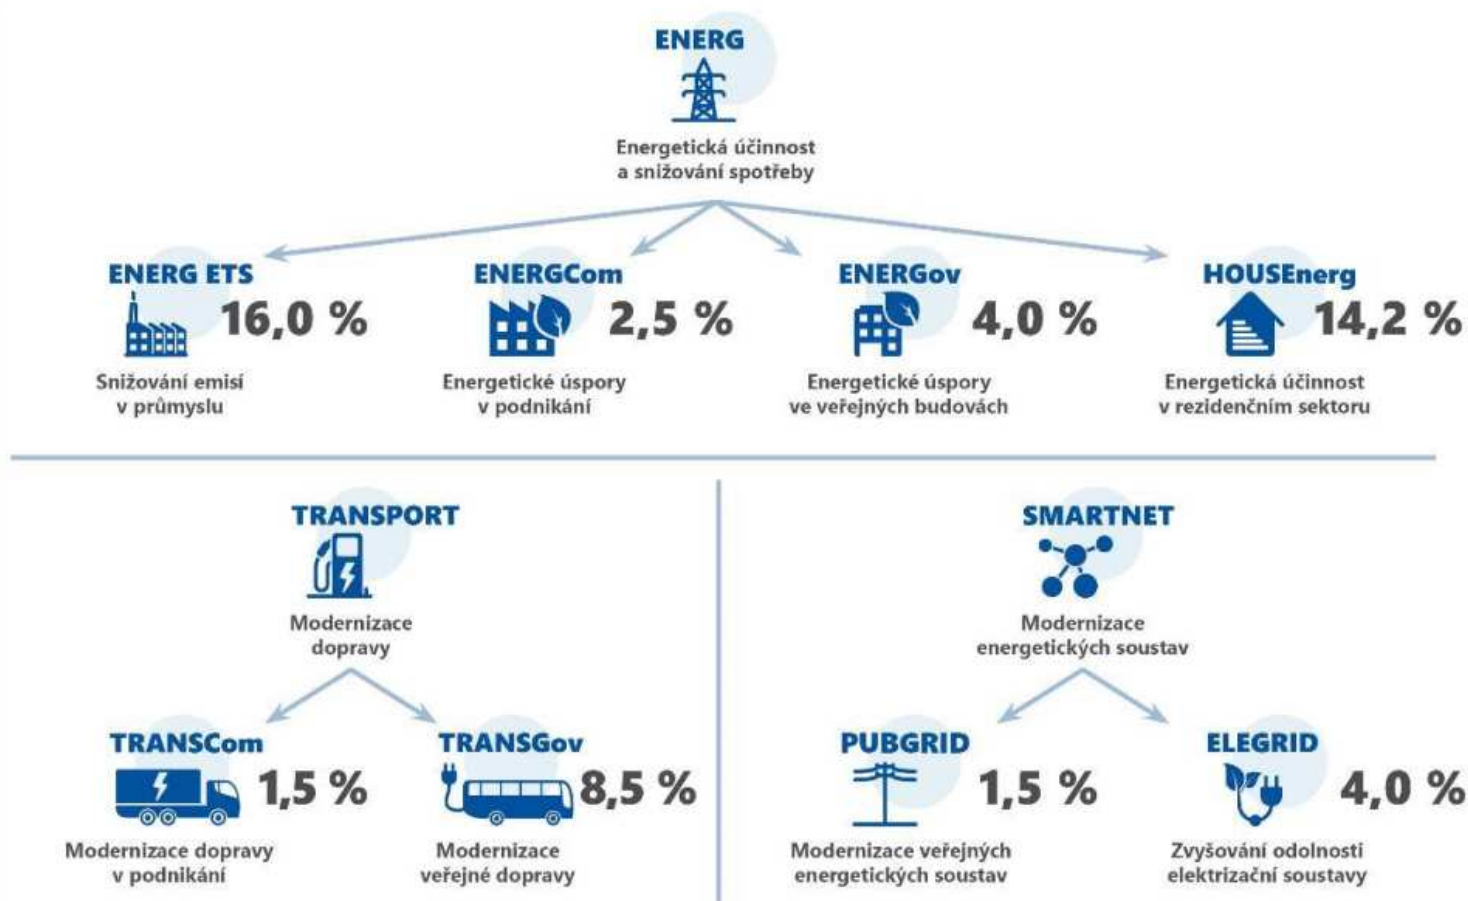 ENERG
Energetická účinnost
a snižování spotřeby
ENERG ETS
16,0 %
Snižování emisí
v průmyslu
ENERGCom
2,5 %
Energetické úspory
v podnikání
ENERGov
4,0 %
Energetické úspory
ve veřejných budovách
HOUSEnerg
14,2 %
Energetická účinnost
v rezidenčním sektoru
TRANSPORT
Modernizace
dopravy
TRANSCom
1,5 %
Modernizace dopravy
v podnikání
TRANSGov
8,5 %
Modernizace
veřejné dopravy
SMARTNET
Modernizace
energetických soustav
PUBGRID
1,5 %
Modernizace veřejných
energetických soustav
ELEGRID
4,0 %
Zvyšování odolnosti
elektrizační soustavy